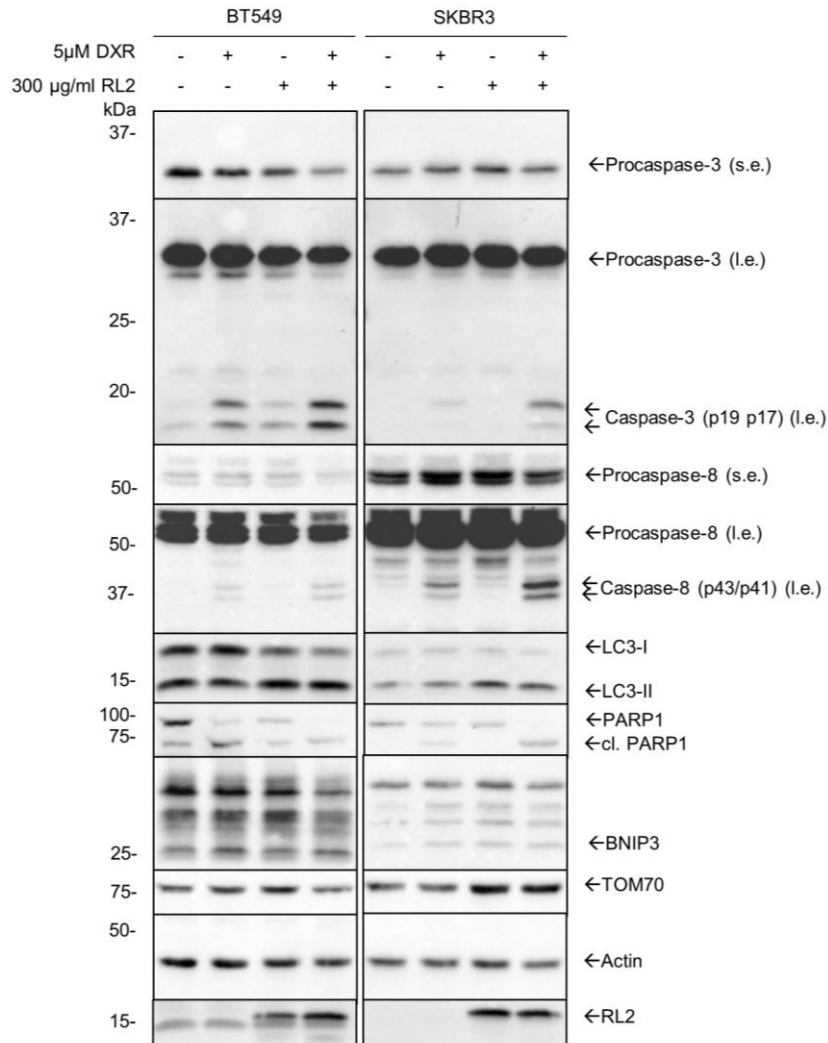 BT549 SKBR3
5µM DXR - + - + - + - +
300 µg/ml RL2 - - + + - - + +
kDa
37-
←Procaspase-3 (s.e.)
37-
←Procaspase-3 (l.e.)
25-
20-
← Caspase-3 (p19 p17) (l.e.)
←
←Procaspase-8 (s.e.)
50-
←Procaspase-8 (l.e.)
50-
←Caspase-8 (p43/p41) (l.e.)
37-
←LC3-I
15-
←LC3-II
100-
←PARP1
75-
←cl. PARP1
←BNIP3
25-
←TOM70
75-
50-
←Actin
←RL2
15-